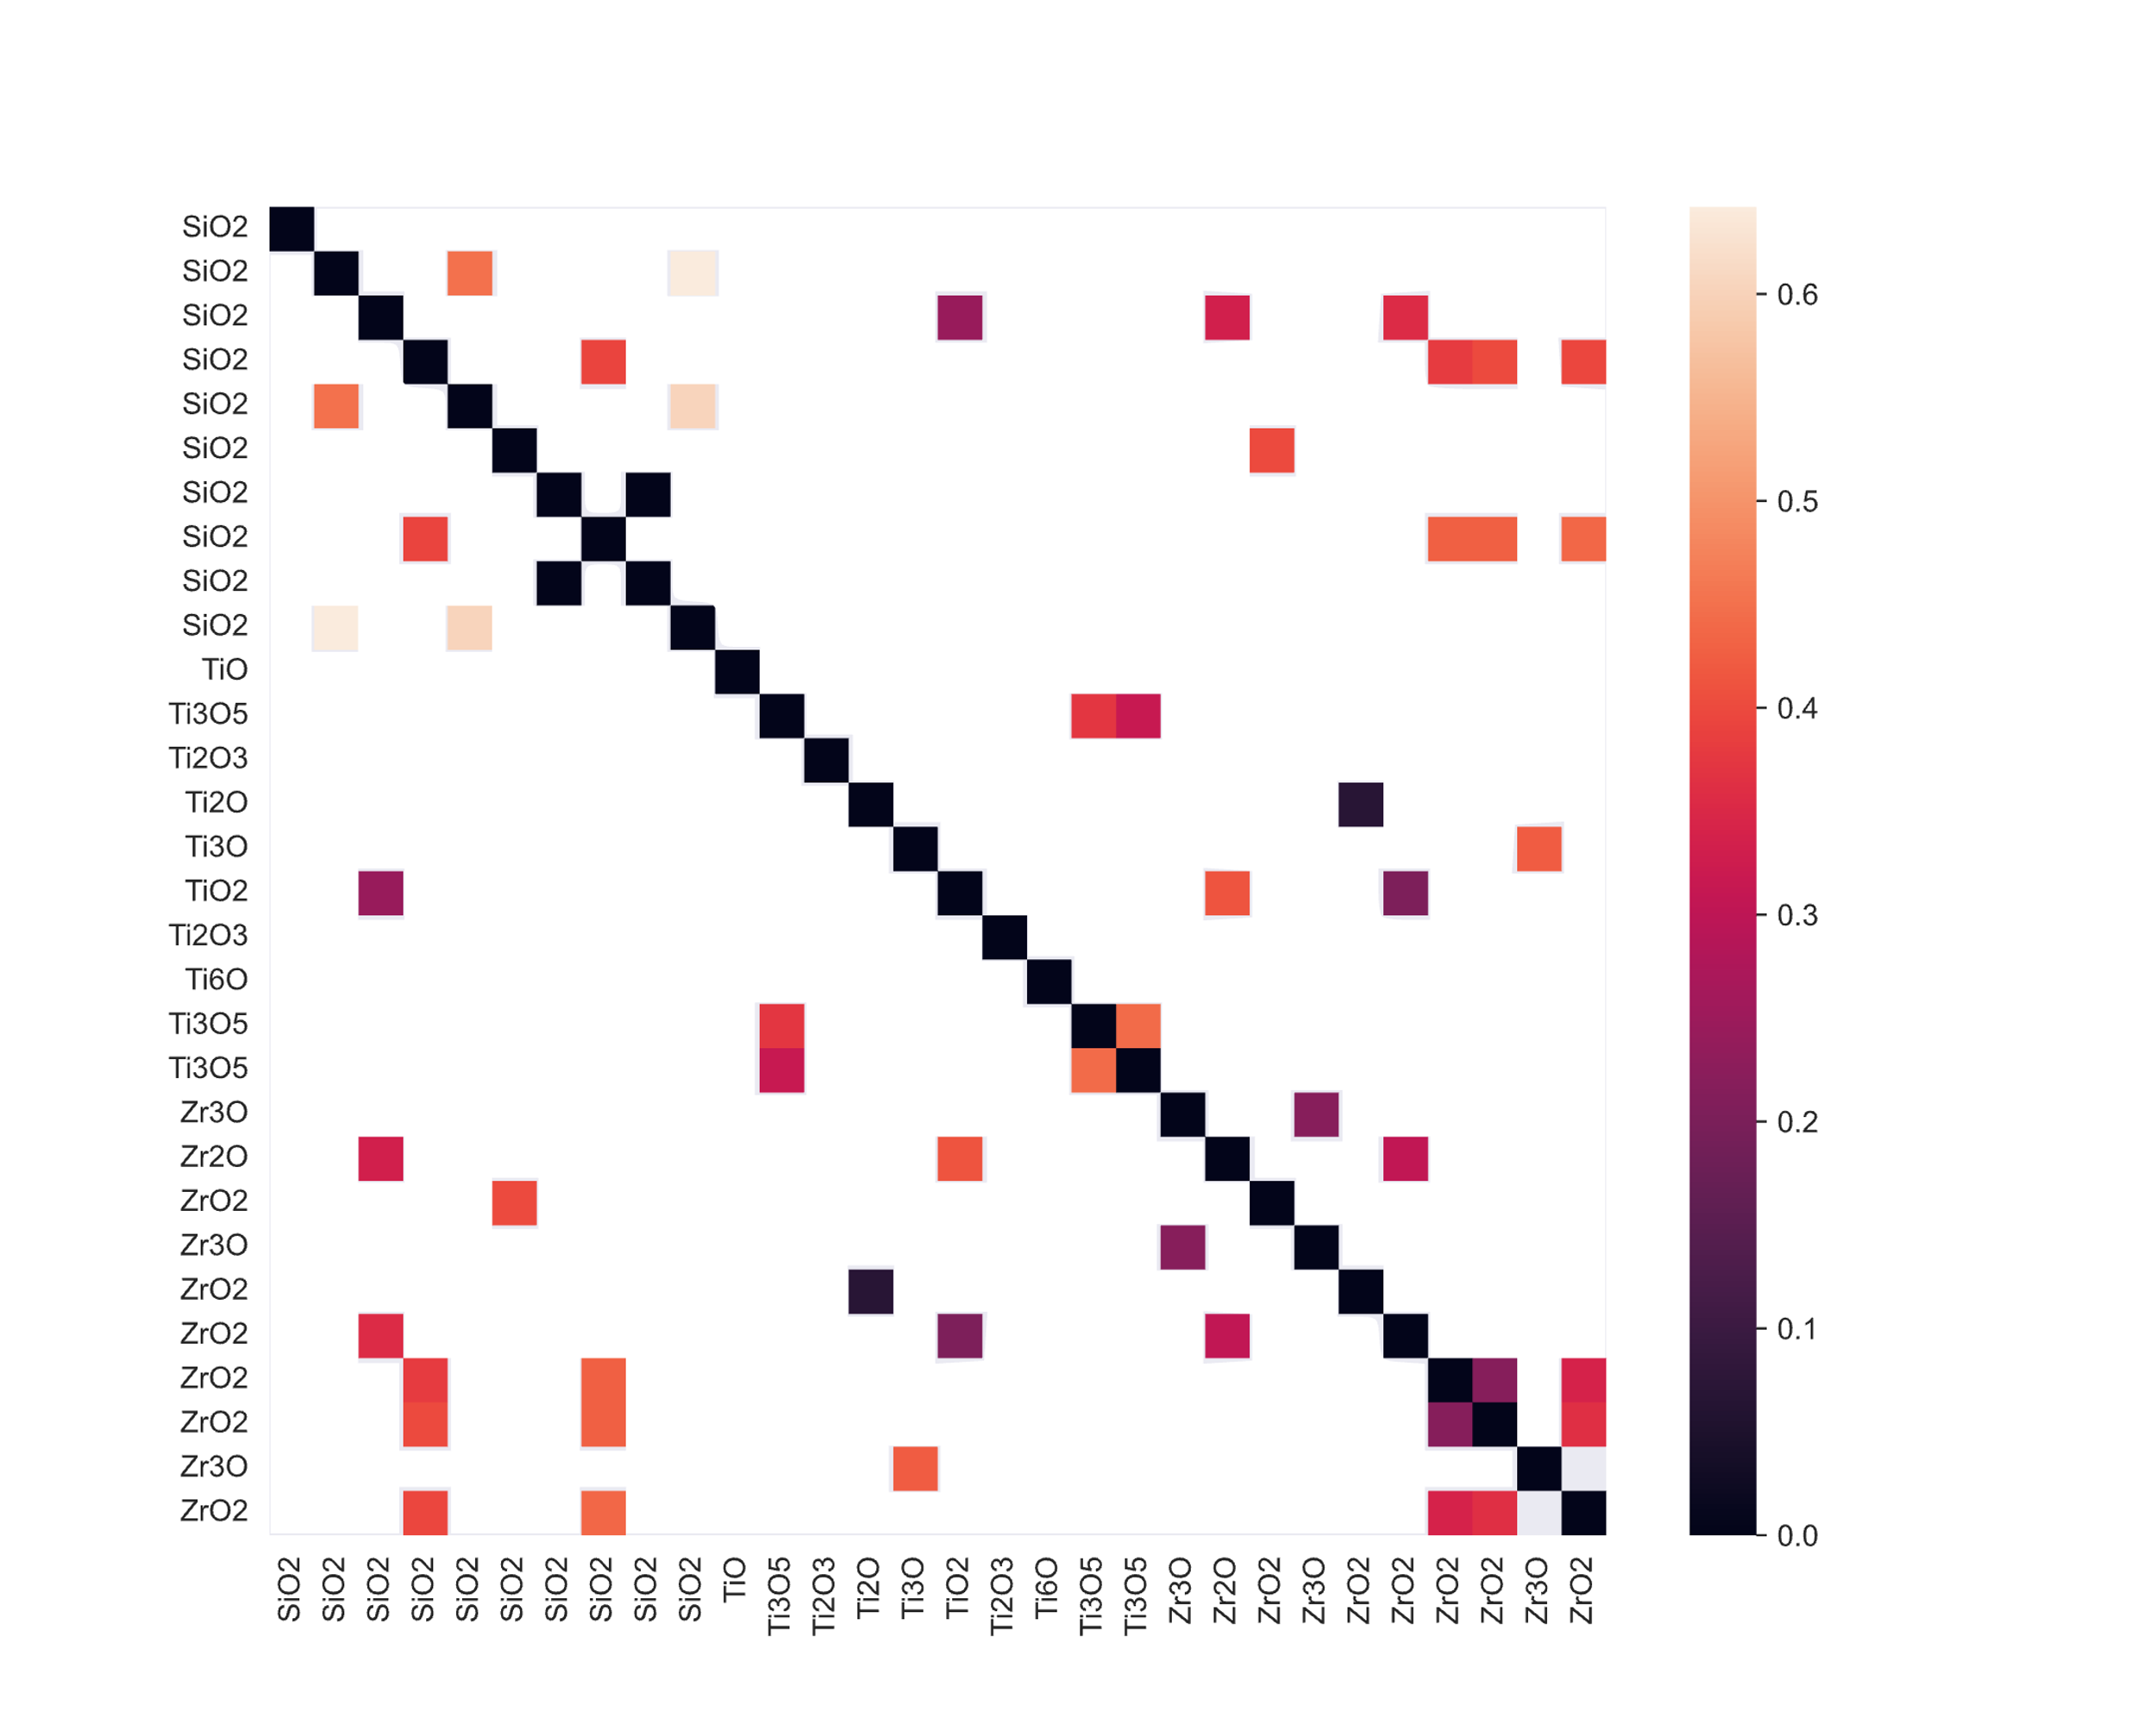 SiO2
SiO2
SiO2
SiO2
SiO2
SiO2
SiO2
SiO2
SiO2
SiO2
TiO
Ti3O5
Ti2O3
Ti2O
Ti3O
TiO2
Ti2O3
Ti6O
Ti3O5
Ti3O5
Zr3O
Zr2O
ZrO2
Zr3O
ZrO2
ZrO2
ZrO2
ZrO2
Zr3O
ZrO2
SiO2
SiO2
SiO2
SiO2
SiO2
SiO2
SiO2
SiO2
SiO2
SiO2
TiO
Ti3O5
Ti2O3
Ti2O
Ti3O
TiO2
Ti2O3
Ti6O
Ti3O5
Ti3O5
Zr3O
Zr2O
ZrO2
Zr3O
ZrO2
ZrO2
ZrO2
ZrO2
Zr3O
ZrO2
0.6
0.5
0.4
0.3
0.2
0.1
0.0